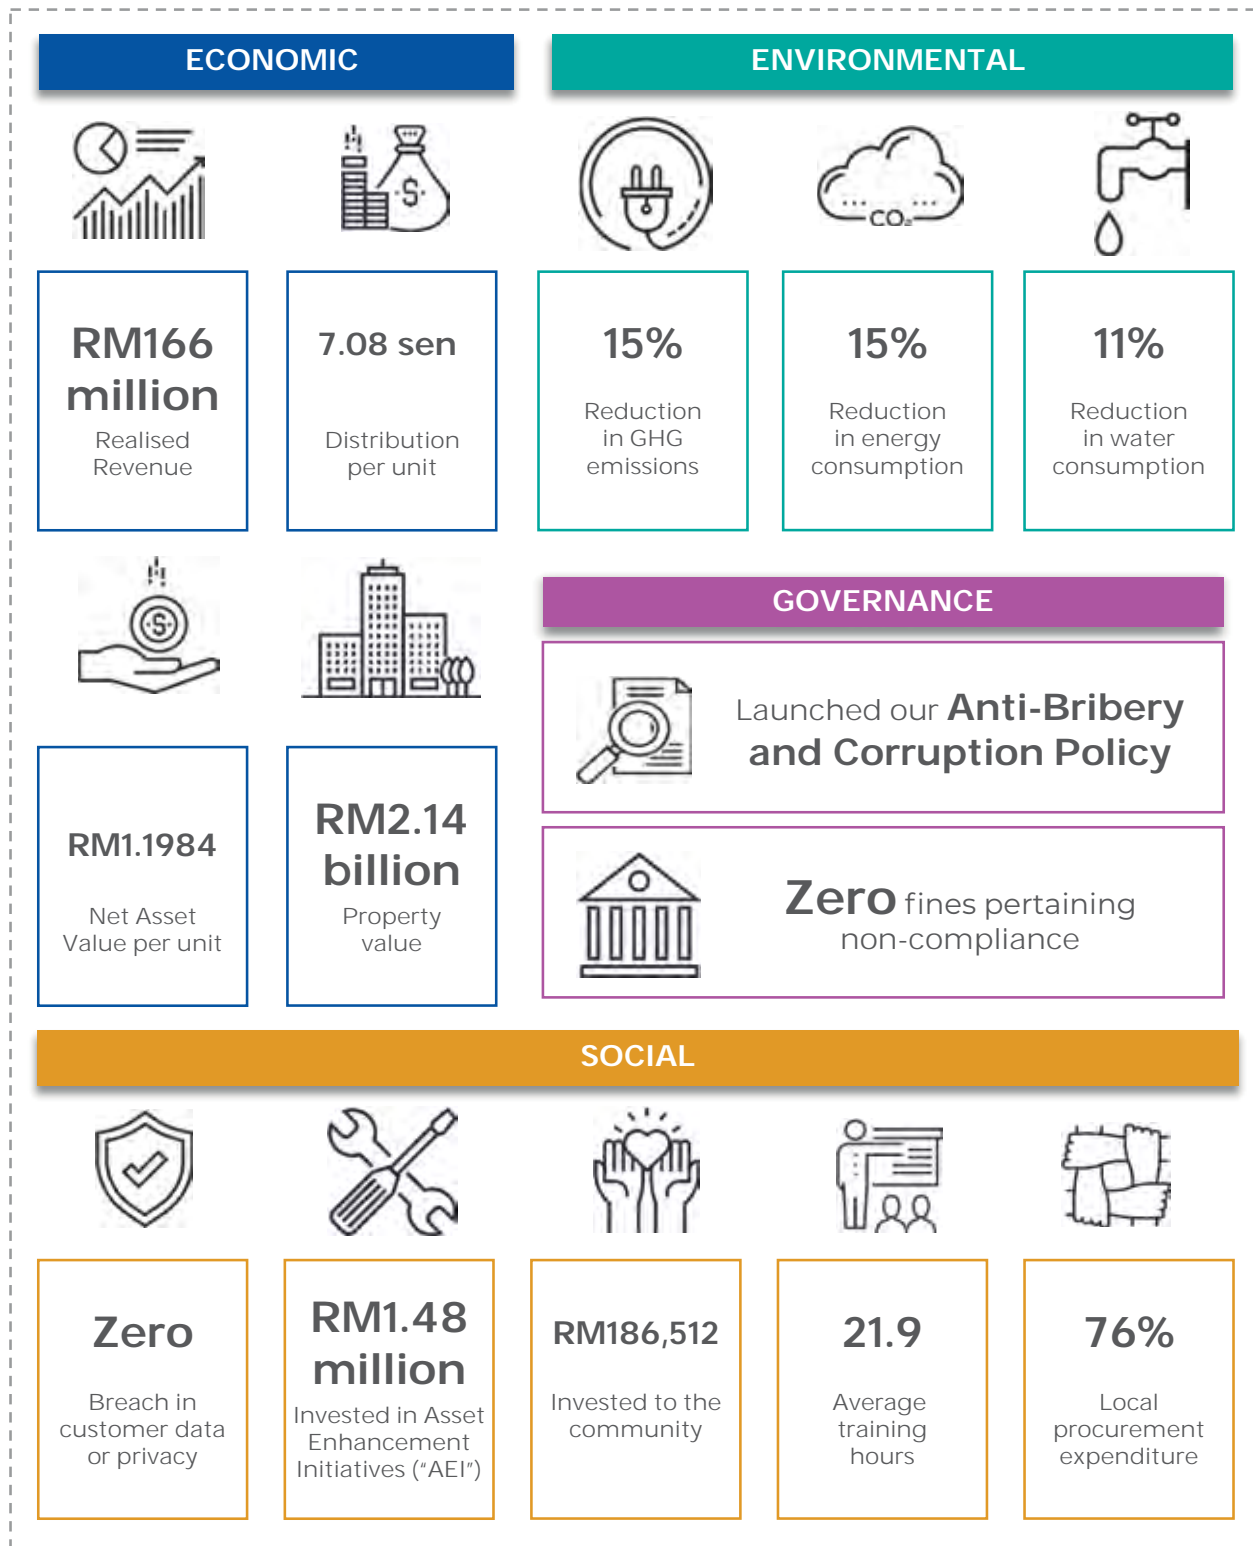 ECONOMIC
RM166
million
Realised
Revenue
7.08 sen
Distribution
per unit
RM1.1984
Net Asset
Value per unit
RM2.14
billion
Property
value
ENVIRONMENTAL
CO₂
15%
Reduction
in GHG
emissions
15%
Reduction
in energy
consumption
11%
Reduction
in water
consumption
GOVERNANCE
Launched our Anti-Bribery
and Corruption Policy
Zero fines pertaining
non-compliance
SOCIAL
Zero
Breach in
customer data
or privacy
RM1.48
million
Invested in Asset
Enhancement
Initiatives (“AEI”)
RM186,512
Invested to the
community
21.9
Average
training
hours
76%
Local
procurement
expenditure